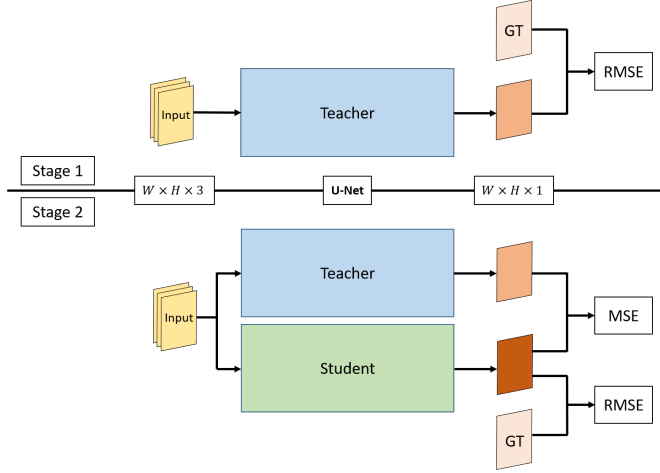 GT
RMSE
Input
Teacher
Stage 1
W × H × 3
U-Net
W × H × 1
Stage 2
Teacher
Input
MSE
Student
RMSE
GT